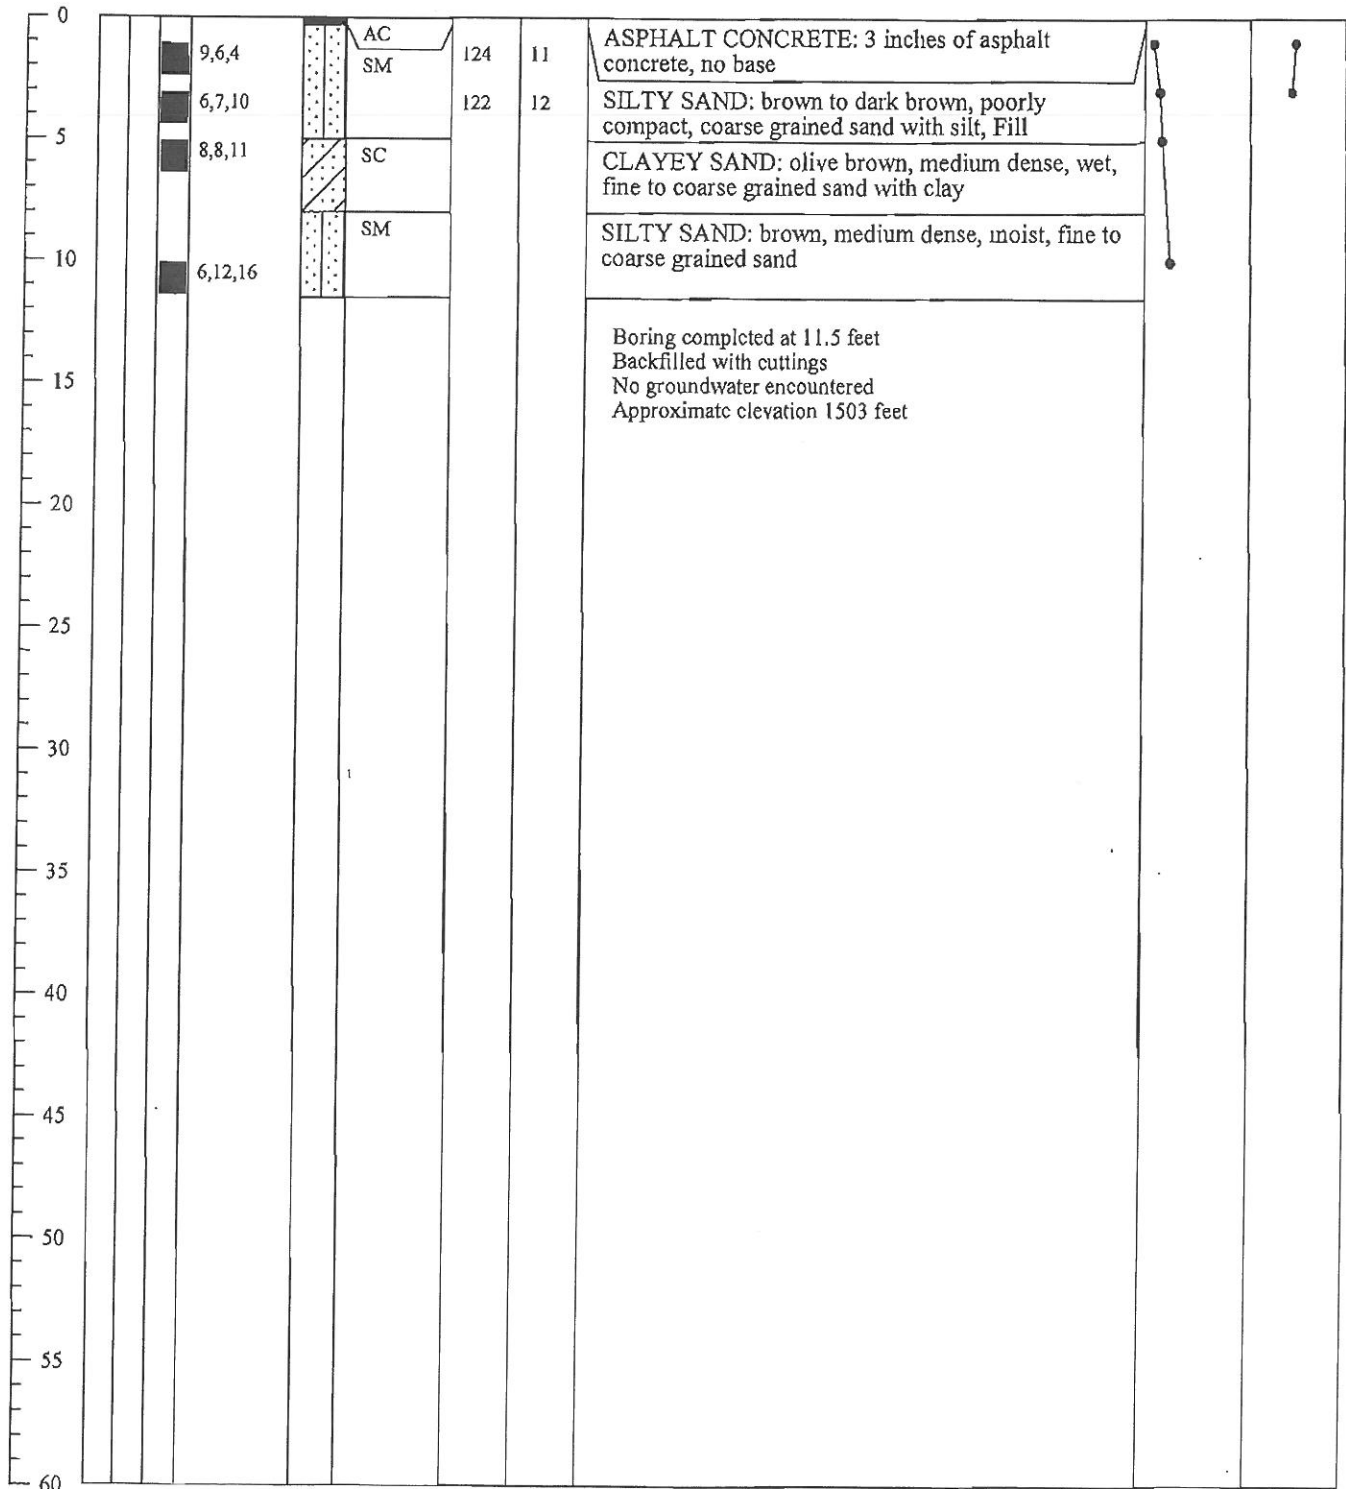 0
AC
ASPHALT CONCRETE: 3 inches of asphalt
concrete, no base
9,6,4
SM
124
11
6,7,10
122
12
SILTY SAND: brown to dark brown, poorly
compact, coarse grained sand with silt, Fill
5
8,8,11
SC
CLAYEY SAND: olive brown, medium dense, wet,
fine to coarse grained sand with clay
SM
SILTY SAND: brown, medium dense, moist, fine to
coarse grained sand
10
6,12,16
Boring completed at 11.5 feet
Backfilled with cuttings
No groundwater encountered
Approximate elevation 1503 feet
15
20
25
30
35
40
45
50
55
60